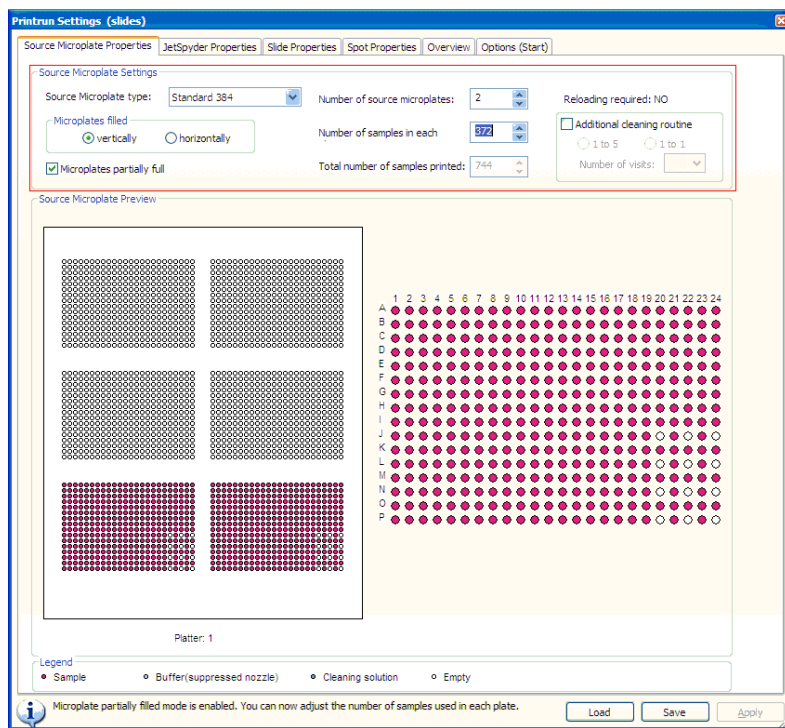 Printrun Settings (slides)
Source Microplate Properties JetSpyder Properties Slide Properties Spot Properties Overview Options (Start)
Source Microplate Settings
Source Microplate type: Standard 384 Number of source microplates: 2 Reloading required: NO
Microplates filled
vertically horizontally
Number of samples in each 372
Additional cleaning routine
1 to 5 1 to 1
Microplates partially full Total number of samples printed: 744 Number of visits:
Source Microplate Preview
1 2 3 4 5 6 7 8 9 10 11 12 13 14 15 16 17 18 19 20 21 22 23 24
A
B
C
D
E
F
G
H
I
J
K
L
M
N
O
P
Platter: 1
Legend
Sample Buffer(suppressed nozzle) Cleaning solution Empty
Microplate partially filled mode is enabled. You can now adjust the number of samples used in each plate. Load Save Apply